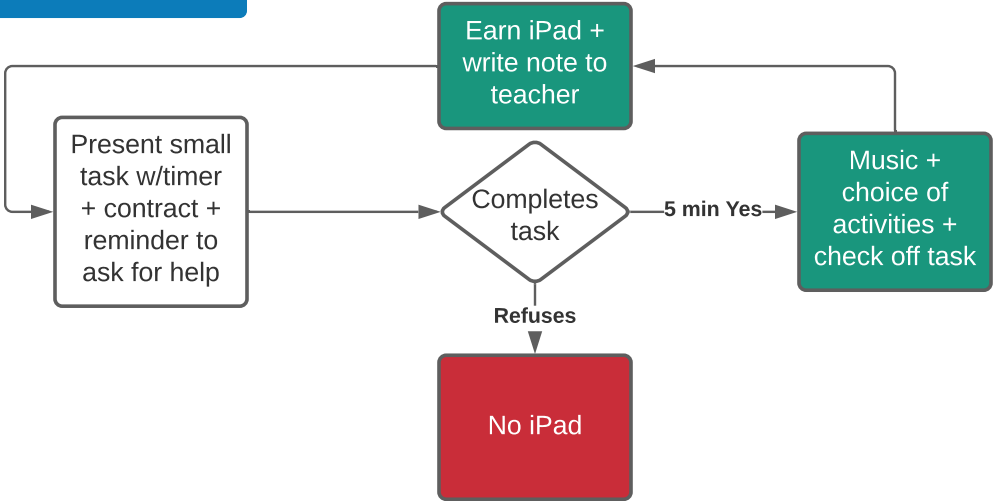 Earn iPad +
write note to
teacher
Present small
task w/timer
+ contract +
reminder to
ask for help
Completes
task
5 min Yes
Music +
choice of
activities +
check off task
Refuses
No iPad